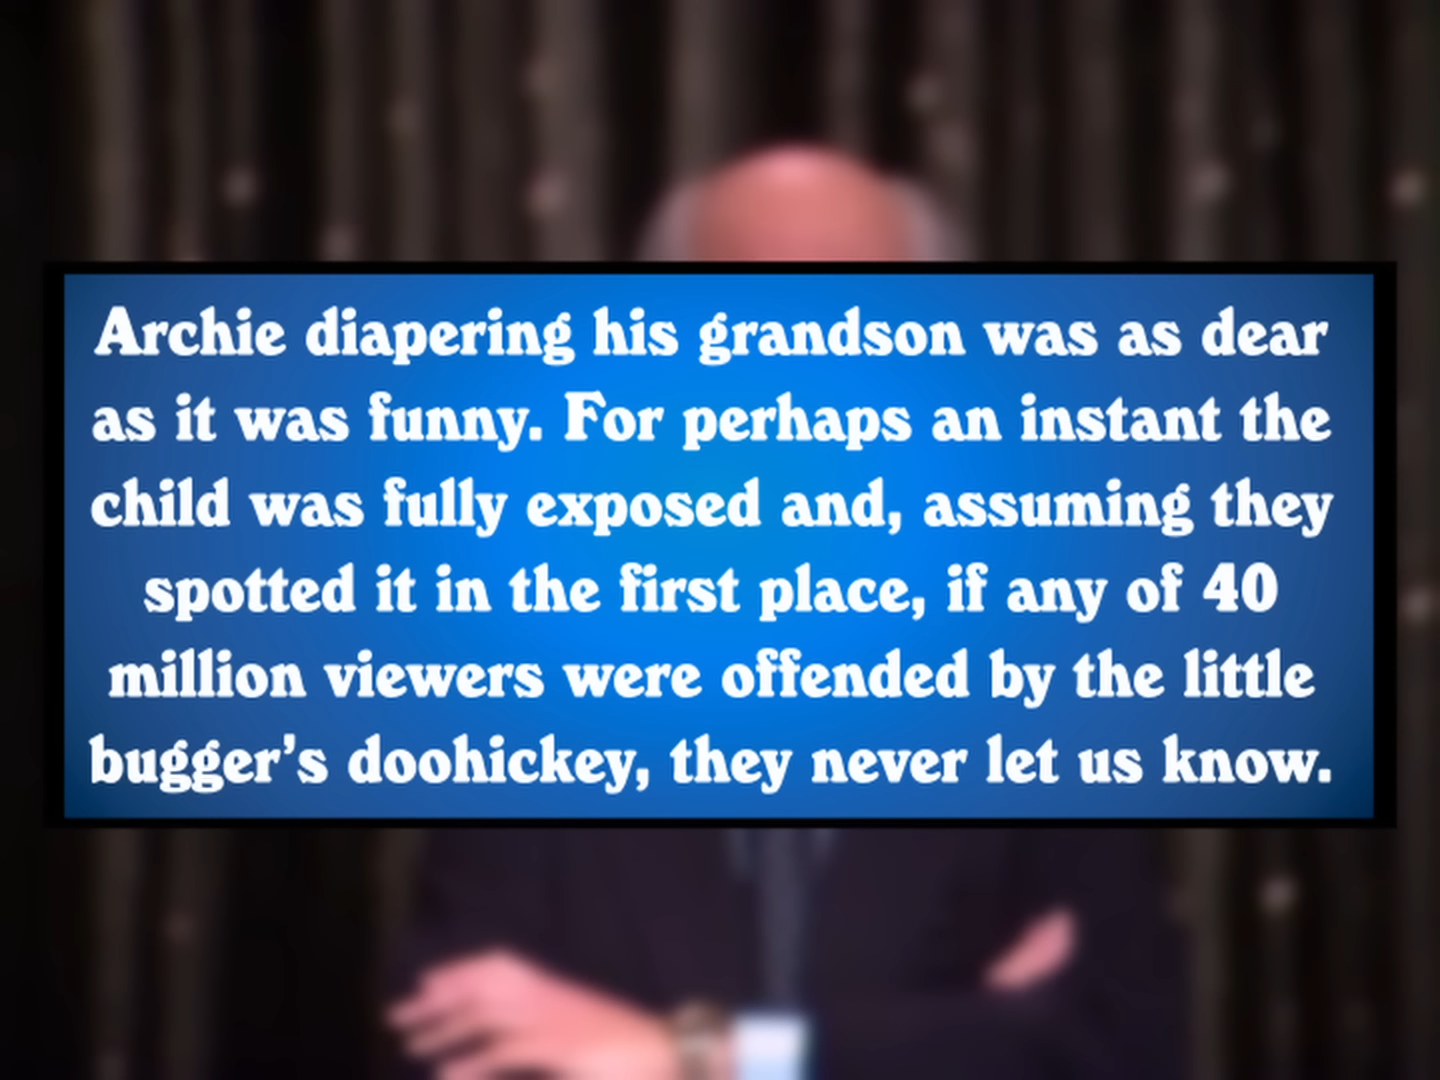 Archie diapering his grandson was as dear
as it was funny. For perhaps an instant the
child was fully exposed and, assuming they
spotted it in the first place, if any of 40
million viewers were offended by the little
bugger’s doohickey, they never let us know.